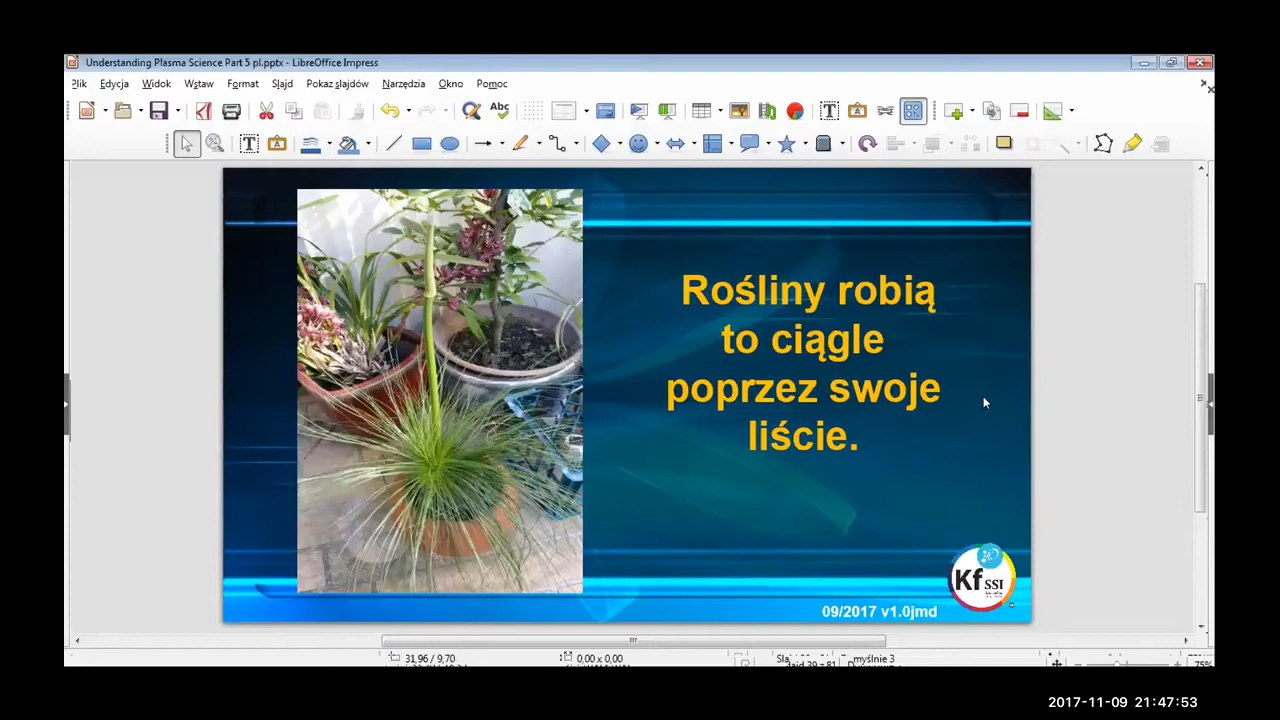 Understanding Plasma Science Part 5 pl.pptx - LibreOffice Impress
Plik Edycja Widok Wstaw Format Slajd Pokaz slajdów Narzędzia Okno Pomoc
Abc
Rośliny robią
to ciągle
poprzez swoje
liście.
Kf SSI
09/2017 v1.0jmd
31,96 / 9,70 0,00 x 0,00 myślnie 3
75%
2017-11-09 21:47:53